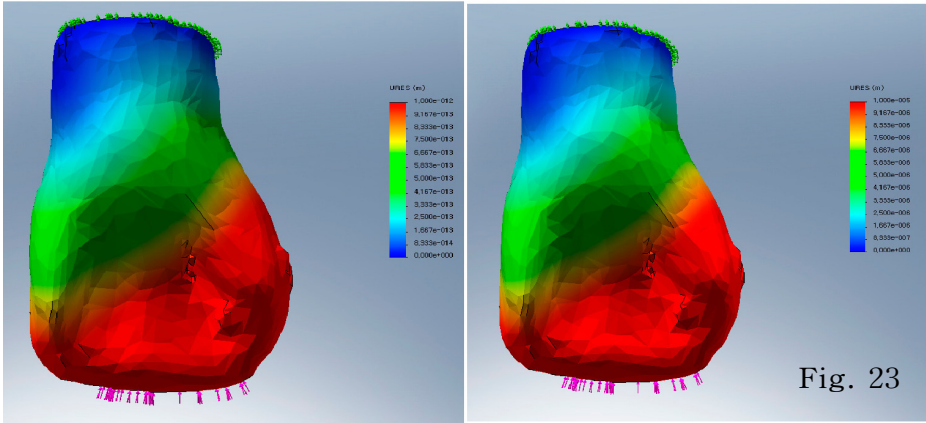 URES (m)
1,000e-012
9,167e-013
8,333e-013
7,500e-013
6,667e-013
5,833e-013
5,000e-013
4,167e-013
3,333e-013
2,500e-013
1,667e-013
8,333e-014
0,000e+000
URES (m)
1,000e-005
9,167e-006
8,333e-006
7,500e-006
6,667e-006
5,833e-006
5,000e-006
4,167e-006
3,333e-006
2,500e-006
1,667e-006
8,333e-007
0,000e+000
Fig. 23